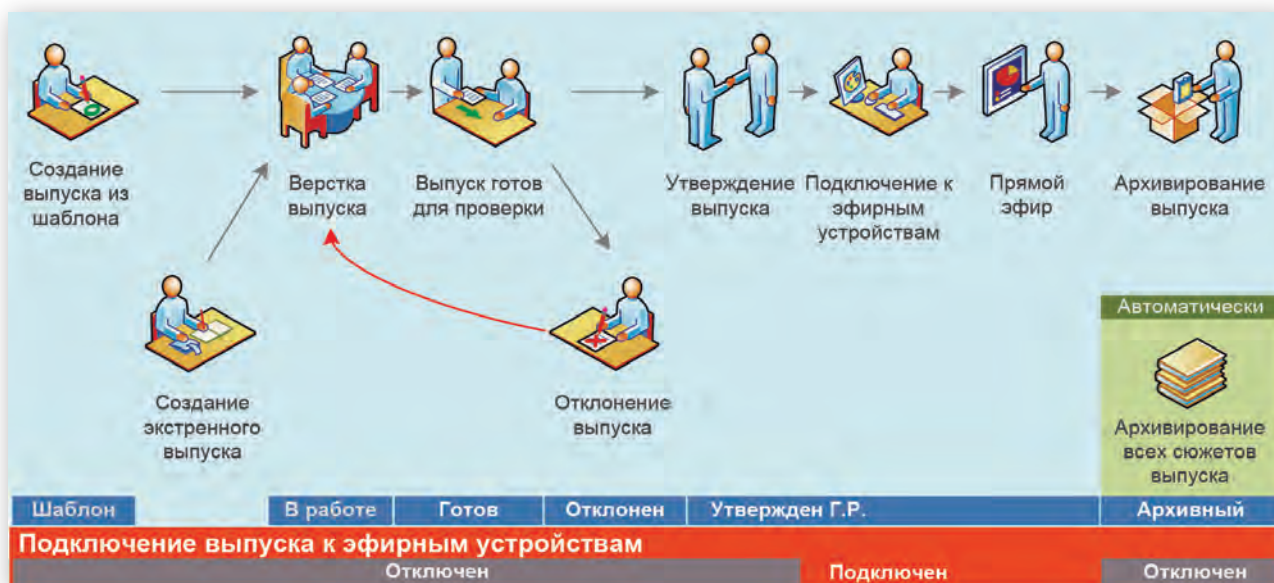 Создание
выпуска из
шаблона
Верстка
выпуска
Выпуск готов
для проверки
Утверждение
выпуска
Подключение к
эфирным
устройствам
Прямой
эфир
Архивирование
выпуска
Создание
экстренного
выпуска
Отклонение
выпуска
Автоматически
Архивирование
всех сюжетов
выпуска
Шаблон
В работе
Готов
Отклонен
Утвержден Г.Р.
Архивный
Подключение выпуска к эфирным устройствам
Отключен
Подключен
Отключен